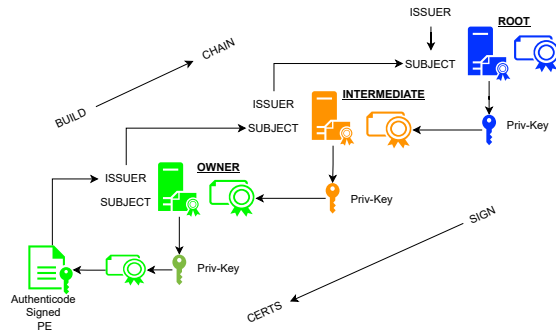 ISSUER
ROOT
CHAIN
SUBJECT
BUILD
ISSUER
INTERMEDIATE
SUBJECT
Priv-Key
ISSUER
OWNER
SUBJECT
Priv-Key
SIGN
Priv-Key
Authenticode
Signed
PE
CERTS